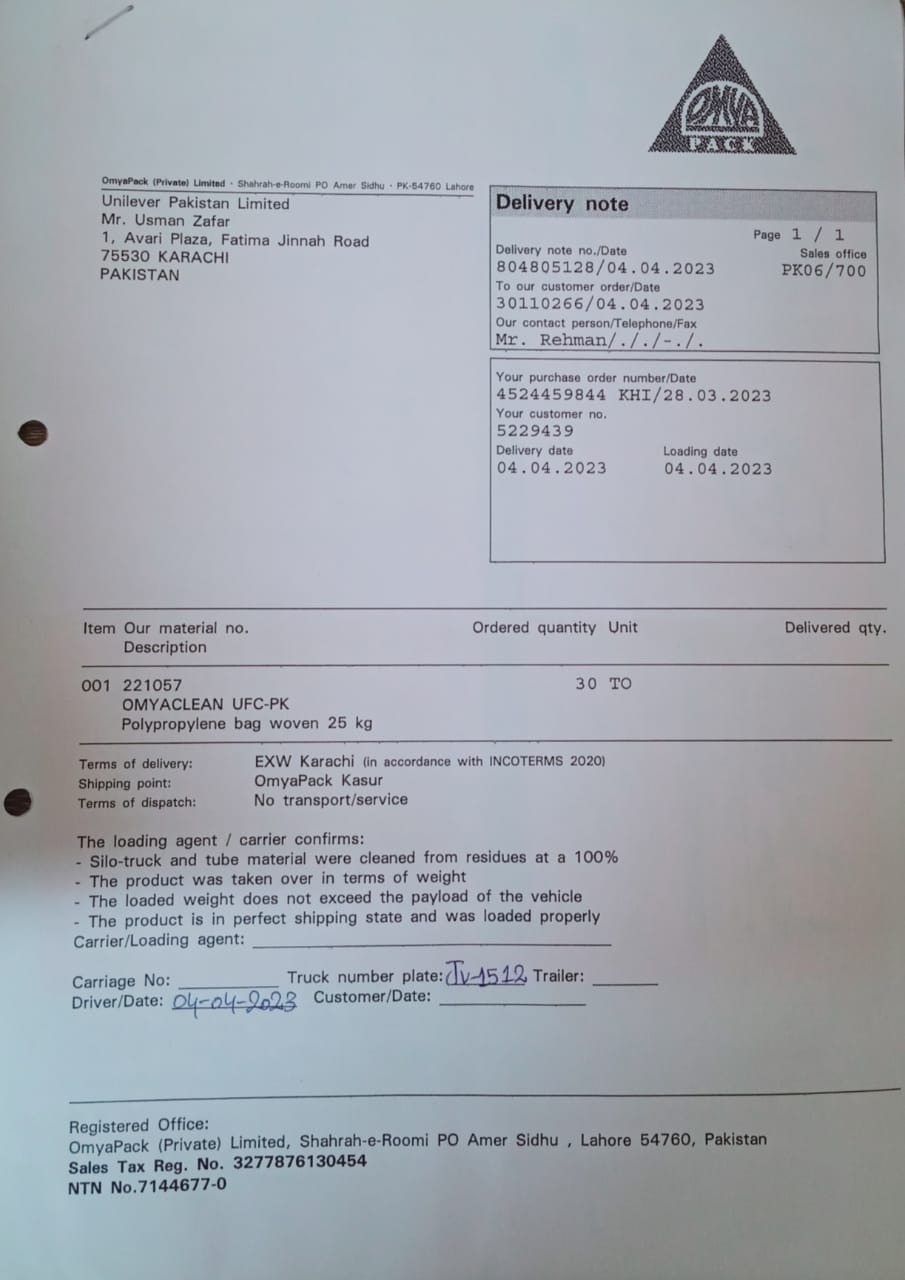 OMYA
PACK
OmyaPack (Private) Limited · Shahrah-e-Roomi PO Amer Sidhu · PK-54760 Lahore
Unilever Pakistan Limited
Mr. Usman Zafar
1, Avari Plaza, Fatima Jinnah Road
75530 KARACHI
PAKISTAN
Delivery note
Page 1 / 1
Delivery note no./Date Sales office
804805128/04.04.2023 PK06/700
To our customer order/Date
30110266/04.04.2023
Our contact person/Telephone/Fax
Mr. Rehman/././-./.
Your purchase order number/Date
4524459844 KHI/28.03.2023
Your customer no.
5229439
Delivery date Loading date
04.04.2023 04.04.2023
Item Our material no. Ordered quantity Unit Delivered qty.
Description
001 221057 30 TO
OMYACLEAN UFC-PK
Polypropylene bag woven 25 kg
Terms of delivery: EXW Karachi (in accordance with INCOTERMS 2020)
Shipping point: OmyaPack Kasur
Terms of dispatch: No transport/service
The loading agent / carrier confirms:
- Silo-truck and tube material were cleaned from residues at a 100%
- The product was taken over in terms of weight
- The loaded weight does not exceed the payload of the vehicle
- The product is in perfect shipping state and was loaded properly
Carrier/Loading agent:
Carriage No: Truck number plate: JV-1512 Trailer:
Driver/Date: 04-04-2023 Customer/Date:
Registered Office:
OmyaPack (Private) Limited, Shahrah-e-Roomi PO Amer Sidhu , Lahore 54760, Pakistan
Sales Tax Reg. No. 3277876130454
NTN No.7144677-0